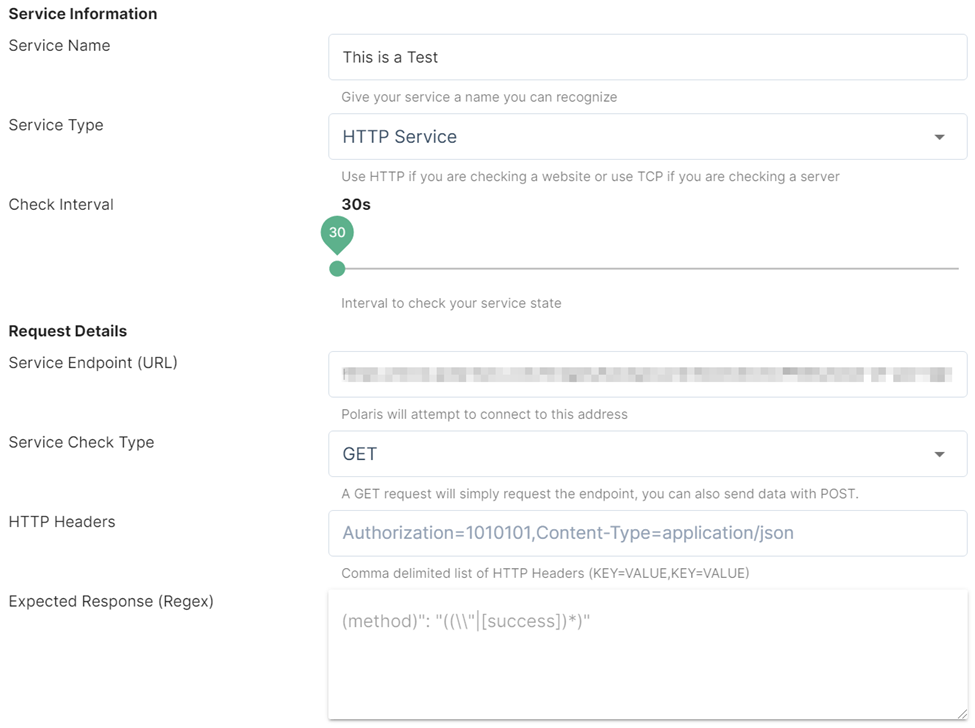 Service Information
Service Name
This is a Test
Give your service a name you can recognize
Service Type
HTTP Service
Use HTTP if you are checking a website or use TCP if you are checking a server
Check Interval
30s
30
Interval to check your service state
Request Details
Service Endpoint (URL)
Polaris will attempt to connect to this address
Service Check Type
GET
A GET request will simply request the endpoint, you can also send data with POST.
HTTP Headers
Authorization=1010101,Content-Type=application/json
Comma delimited list of HTTP Headers (KEY=VALUE,KEY=VALUE)
Expected Response (Regex)
(method)": "((\\"|[success])*)"